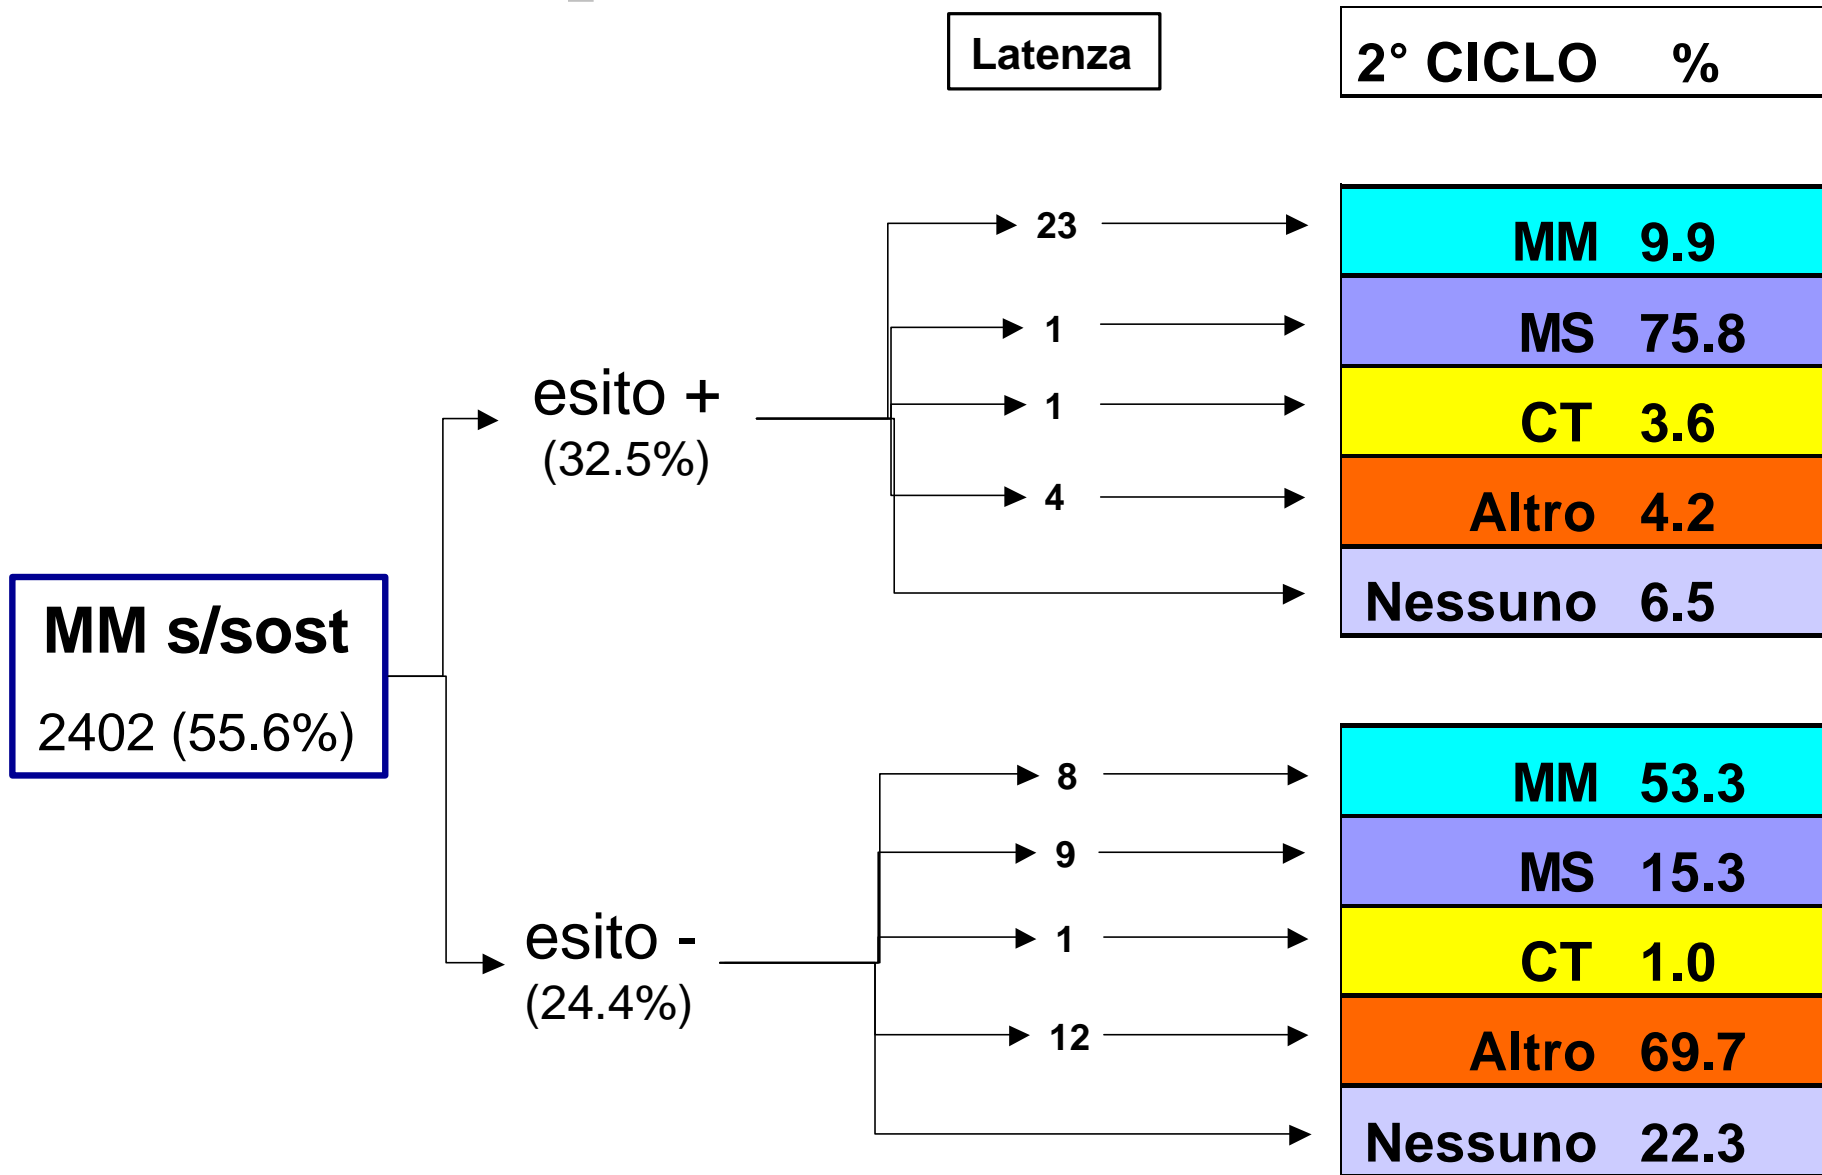 Latenza
2° CICLO %
23
MM 9.9
1
MS 75.8
esito +
(32.5%)
1
CT 3.6
4
Altro 4.2
Nessuno 6.5
MM s/sost
2402 (55.6%)
8
MM 53.3
9
MS 15.3
esito -
(24.4%)
1
CT 1.0
12
Altro 69.7
Nessuno 22.3